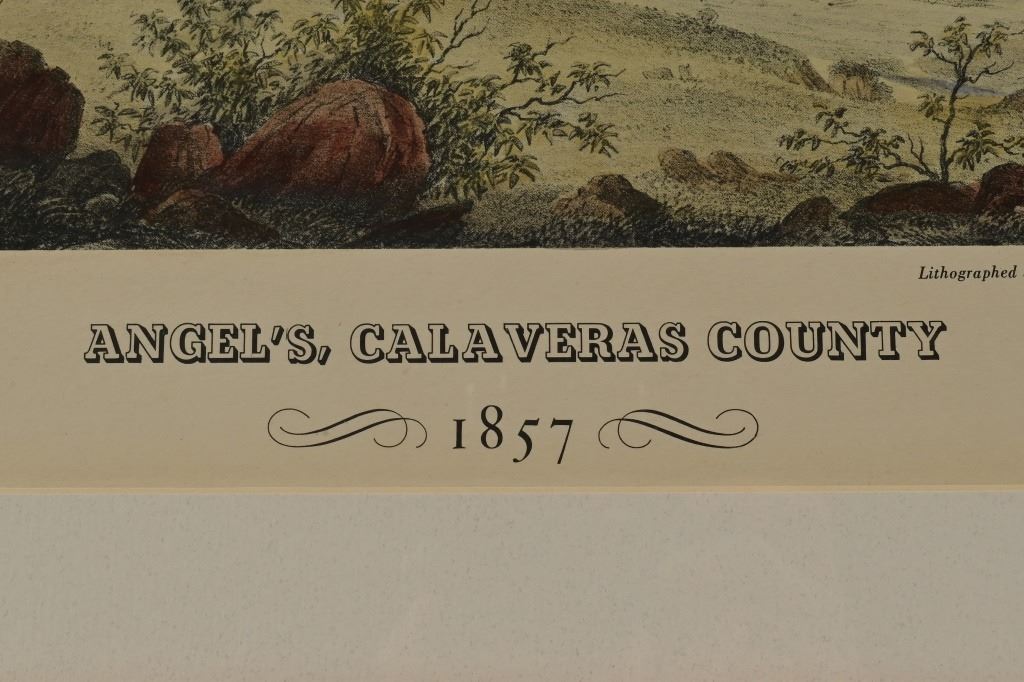 Lithographed
ANGEL'S, CALAVERAS COUNTY
1857